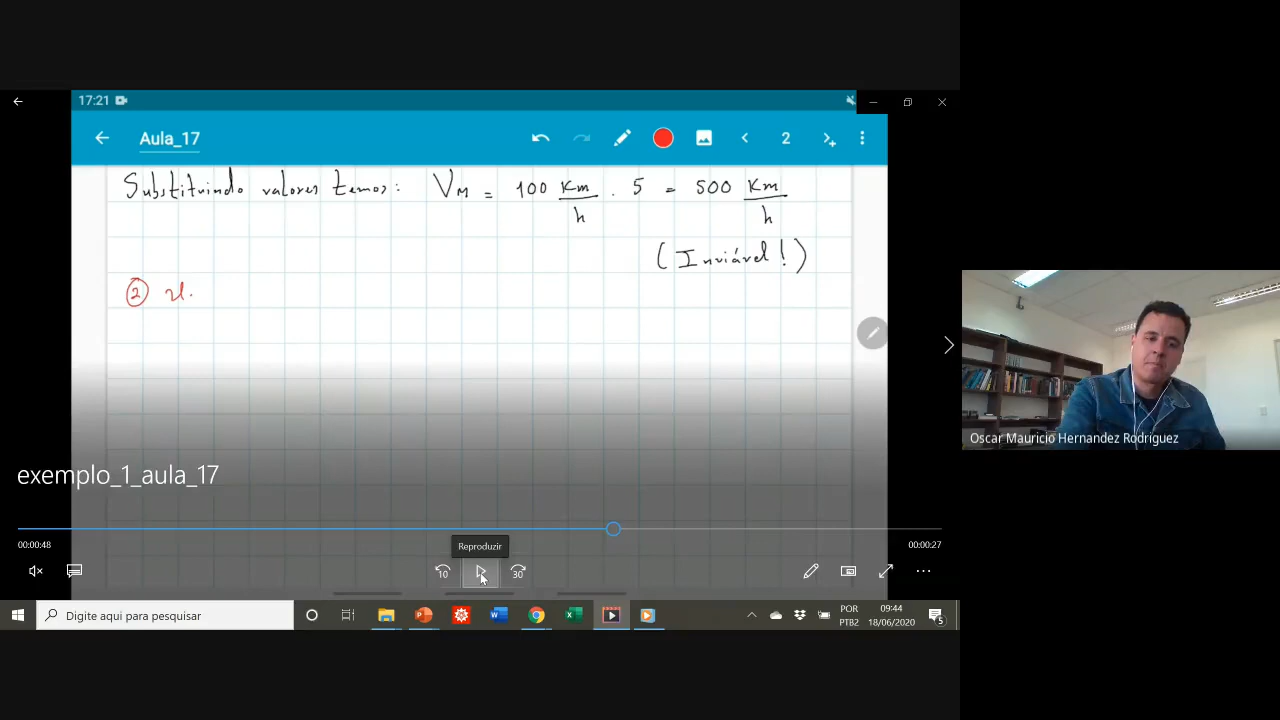 17:21
Aula_17
2
Substituindo valores temos: V_M = 100 Km/h . 5 = 500 Km/h
(Inviável!)
②
exemplo_1_aula_17
Oscar Mauricio Hernandez Rodriguez
Reproduzir
00:00:48
00:00:27
10
30
Digite aqui para pesquisar
POR
PTB2
09:44
18/06/2020
5